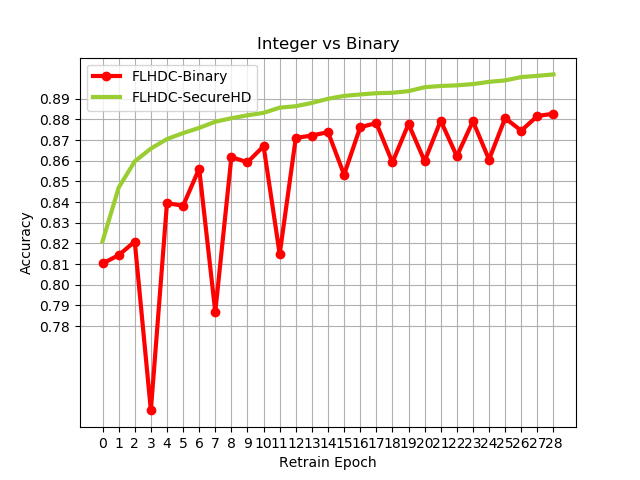 Integer vs Binary
FLHDC-Binary
FLHDC-SecureHD
0.89
0.88
0.87
0.86
0.85
0.84
0.83
0.82
0.81
0.80
0.79
0.78
Accuracy
0 1 2 3 4 5 6 7 8 9 10 11 12 13 14 15 16 17 18 19 20 21 22 23 24 25 26 27 28
Retrain Epoch